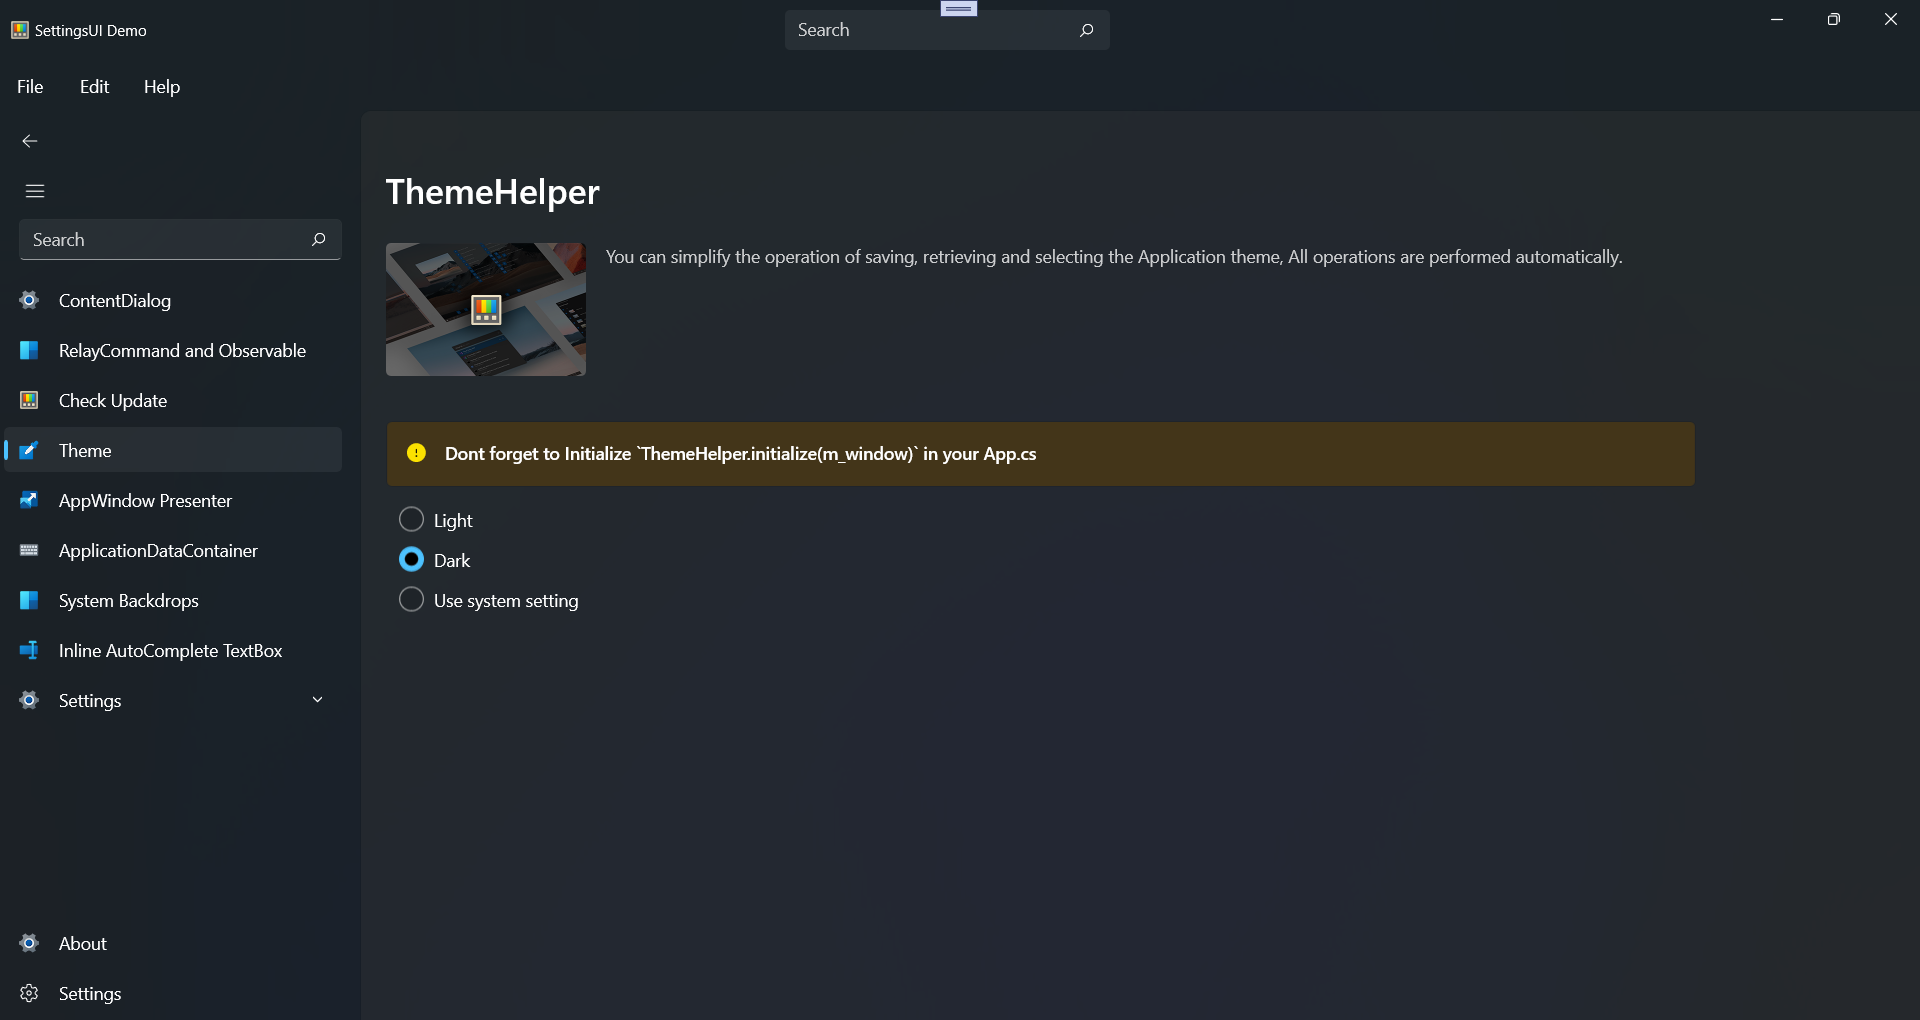 SettingsUI Demo
Search
File Edit Help
Search
ContentDialog
RelayCommand and Observable
Check Update
Theme
AppWindow Presenter
ApplicationDataContainer
System Backdrops
Inline AutoComplete TextBox
Settings
About
Settings
ThemeHelper
You can simplify the operation of saving, retrieving and selecting the Application theme, All operations are performed automatically.
Dont forget to Initialize `ThemeHelper.initialize(m_window)` in your App.cs
Light
Dark
Use system setting